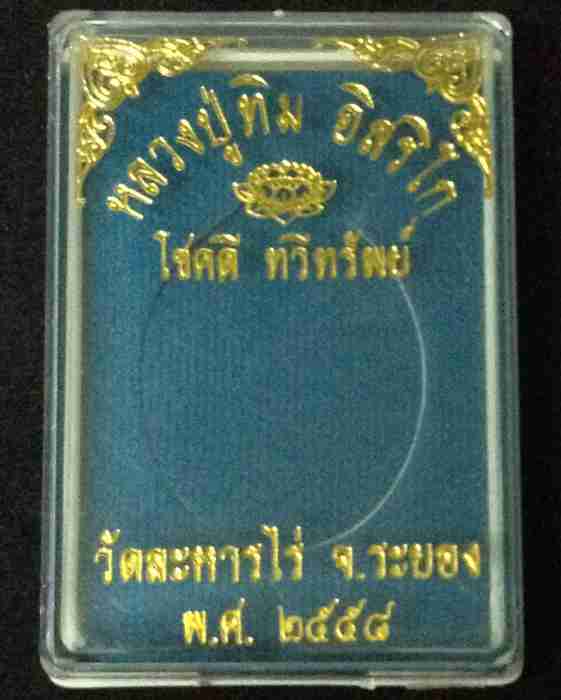 หลวงปู่ทิม อิสริโก
โชคดี ทวีทรัพย์
วัดละหารไร่ จ.ระยอง
พ.ศ. ๒๕๕๘